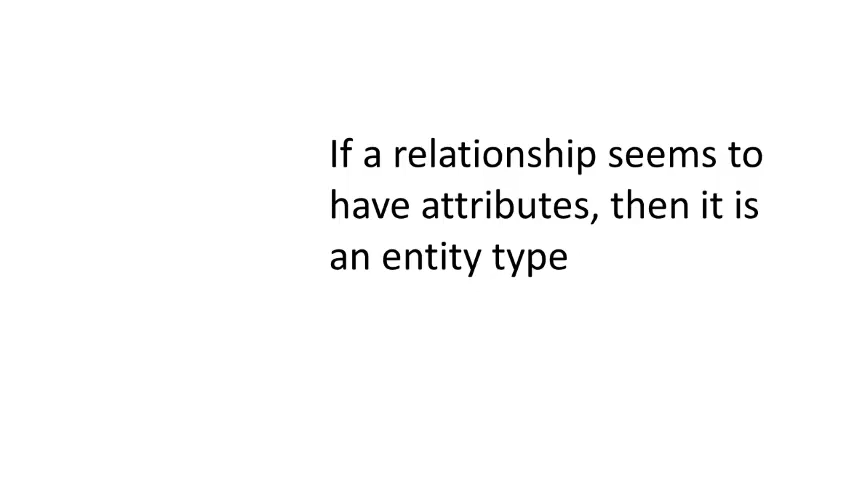 If a relationship seems to
have attributes, then it is
an entity type